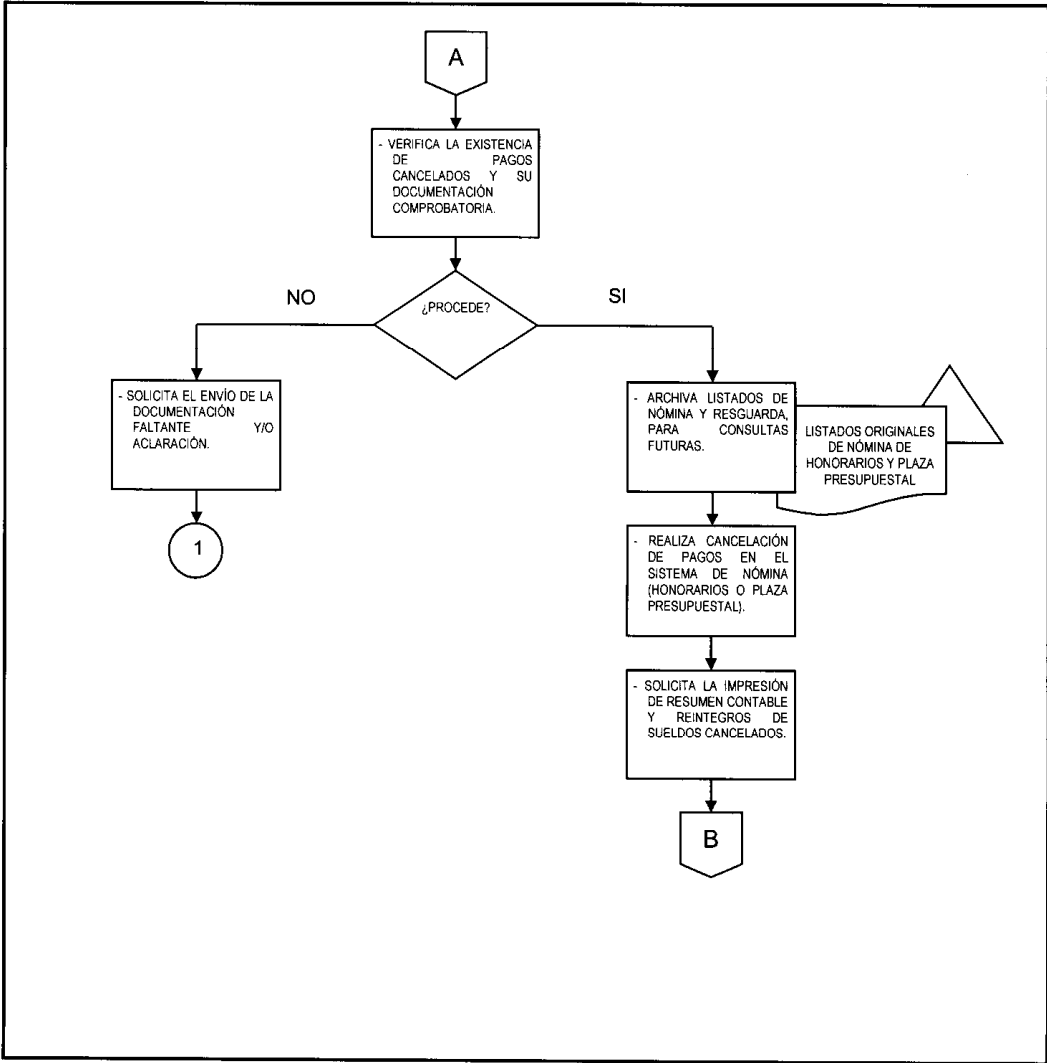 A
- VERIFICA LA EXISTENCIA
DE PAGOS
CANCELADOS Y SU
DOCUMENTACIÓN
COMPROBATORIA.
¿PROCEDE?
NO
SI
- SOLICITA EL ENVÍO DE LA
DOCUMENTACIÓN
FALTANTE Y/O
ACLARACIÓN.
1
- ARCHIVA LISTADOS DE
NÓMINA Y RESGUARDA,
PARA CONSULTAS
FUTURAS.
LISTADOS ORIGINALES
DE NÓMINA DE
HONORARIOS Y PLAZA
PRESUPUESTAL
- REALIZA CANCELACIÓN
DE PAGOS EN EL
SISTEMA DE NÓMINA
(HONORARIOS O PLAZA
PRESUPUESTAL).
- SOLICITA LA IMPRESIÓN
DE RESUMEN CONTABLE
Y REINTEGROS DE
SUELDOS CANCELADOS.
B